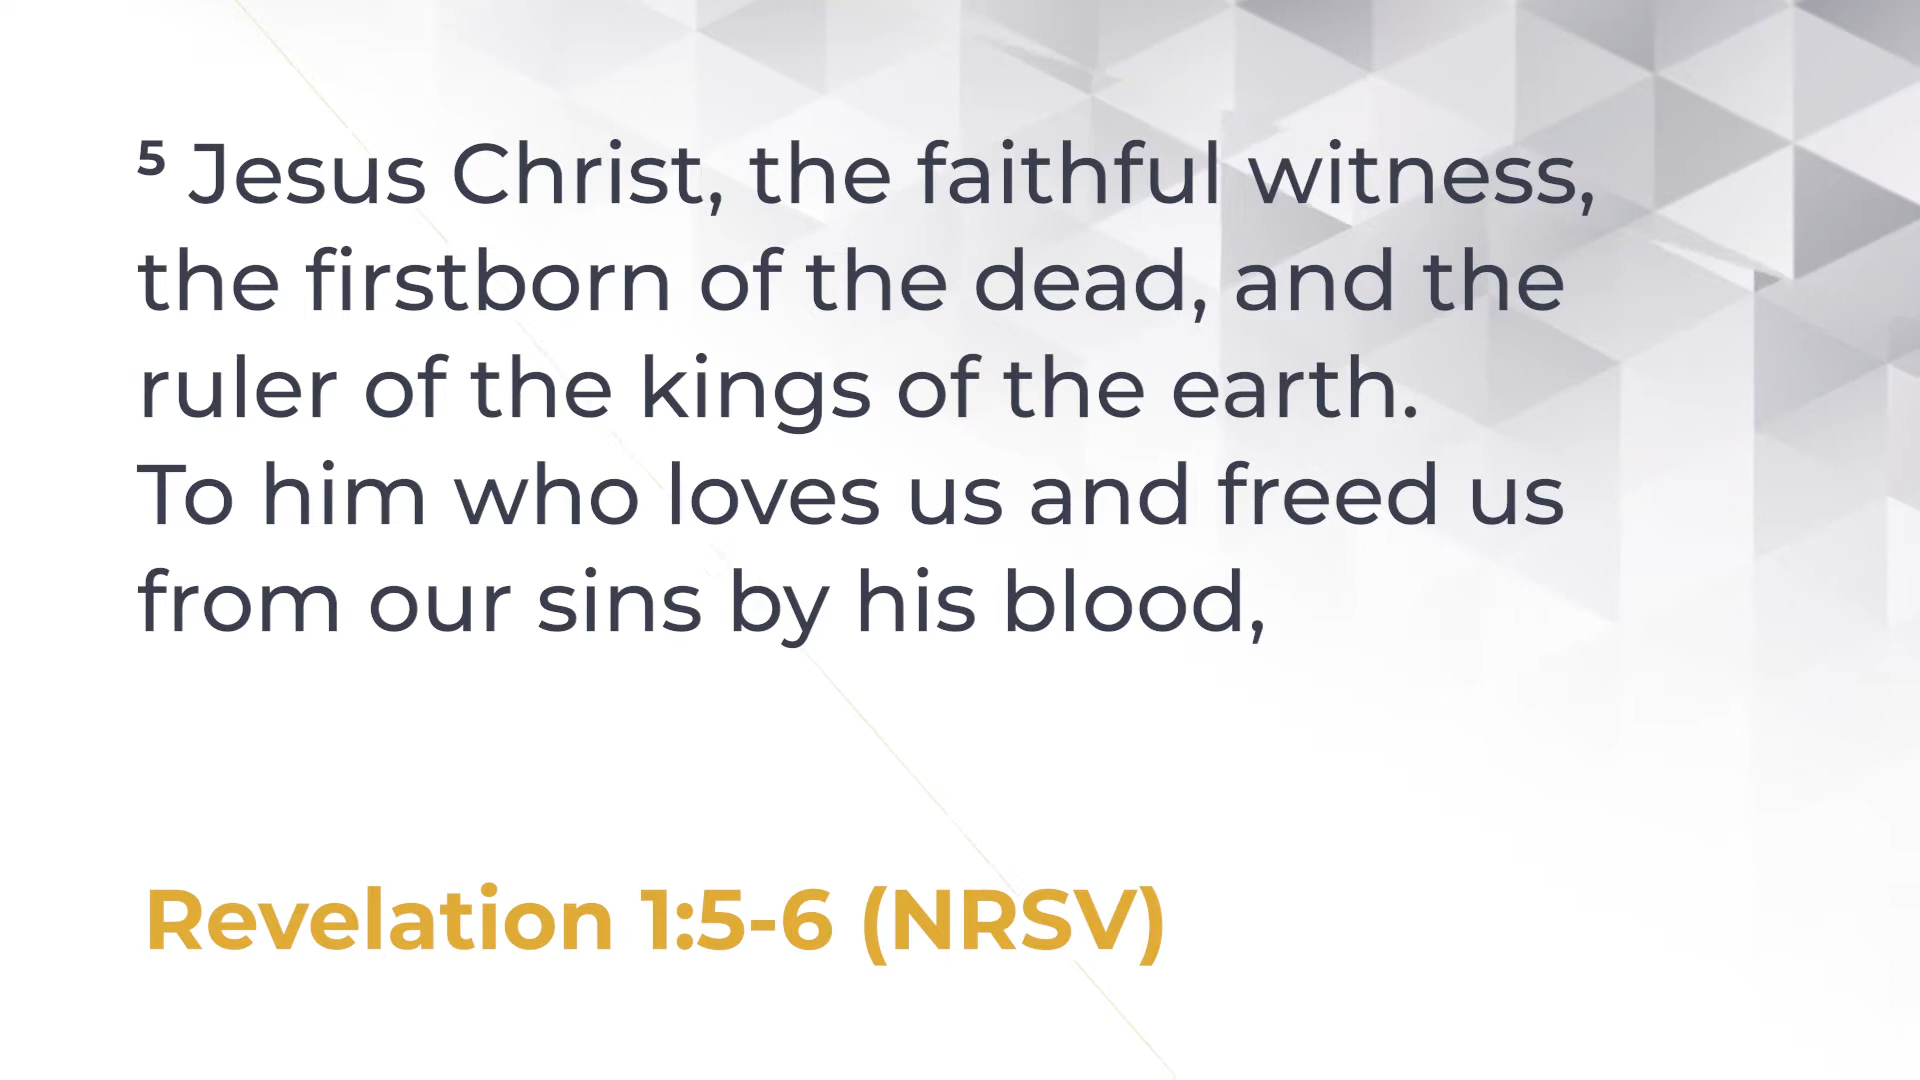 ⁵ Jesus Christ, the faithful witness,
the firstborn of the dead, and the
ruler of the kings of the earth.
To him who loves us and freed us
from our sins by his blood,
Revelation 1:5-6 (NRSV)